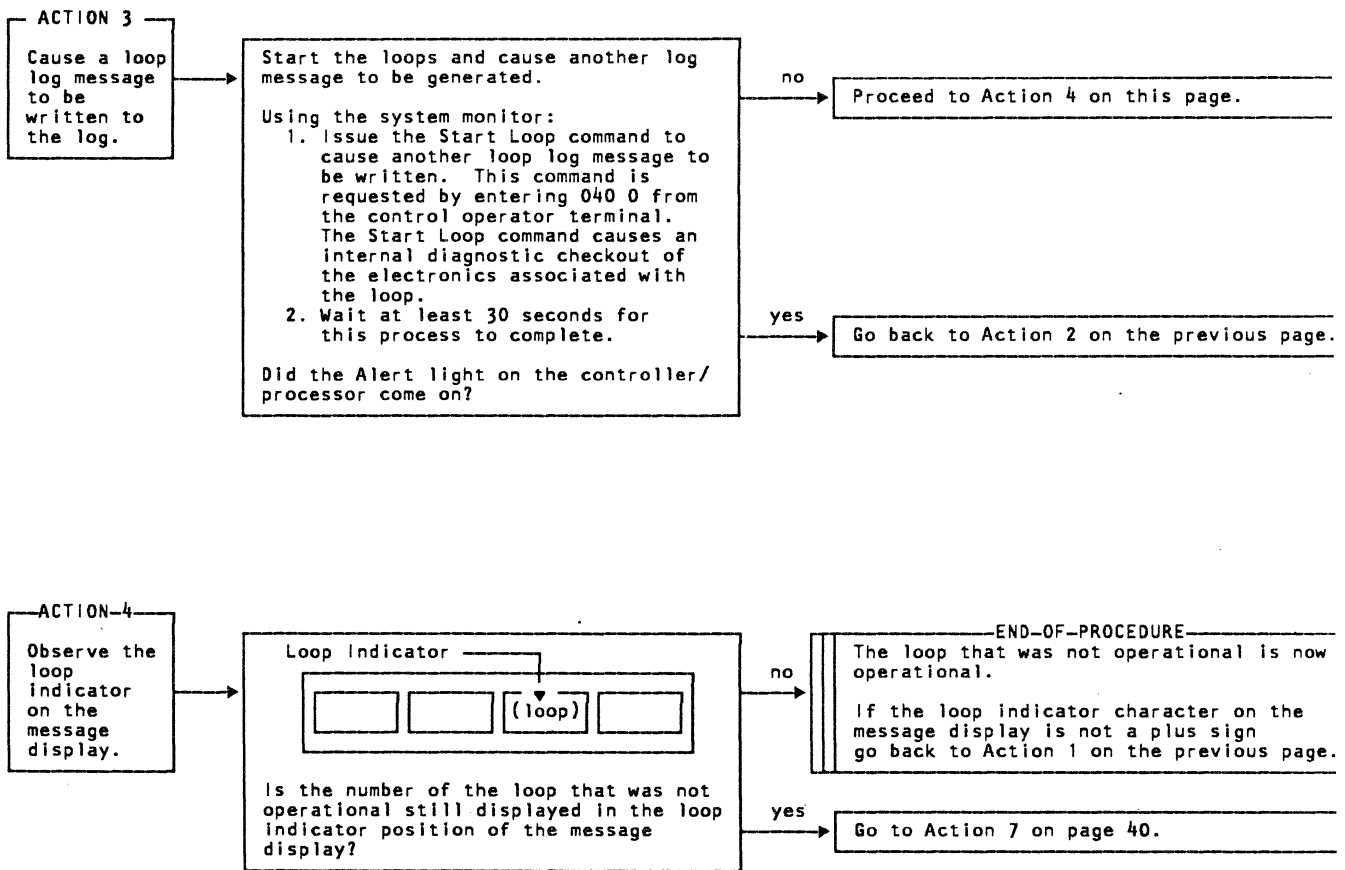 ACTION 3
Cause a loop
log message
to be
written to
the log.
Start the loops and cause another log
message to be generated.
Using the system monitor:
1. Issue the Start Loop command to
cause another loop log message to
be written. This command is
requested by entering 040 0 from
the control operator terminal.
The Start Loop command causes an
internal diagnostic checkout of
the electronics associated with
the loop.
2. Wait at least 30 seconds for
this process to complete.
Did the Alert light on the controller/
processor come on?
no
Proceed to Action 4 on this page.
yes
Go back to Action 2 on the previous page.
ACTION 4
Observe the
loop
indicator
on the
message
display.
Loop Indicator
(loop)
Is the number of the loop that was not
operational still displayed in the loop
indicator position of the message
display?
no
END-OF-PROCEDURE
The loop that was not operational is now
operational.
If the loop indicator character on the
message display is not a plus sign
go back to Action 1 on the previous page.
yes
Go to Action 7 on page 40.